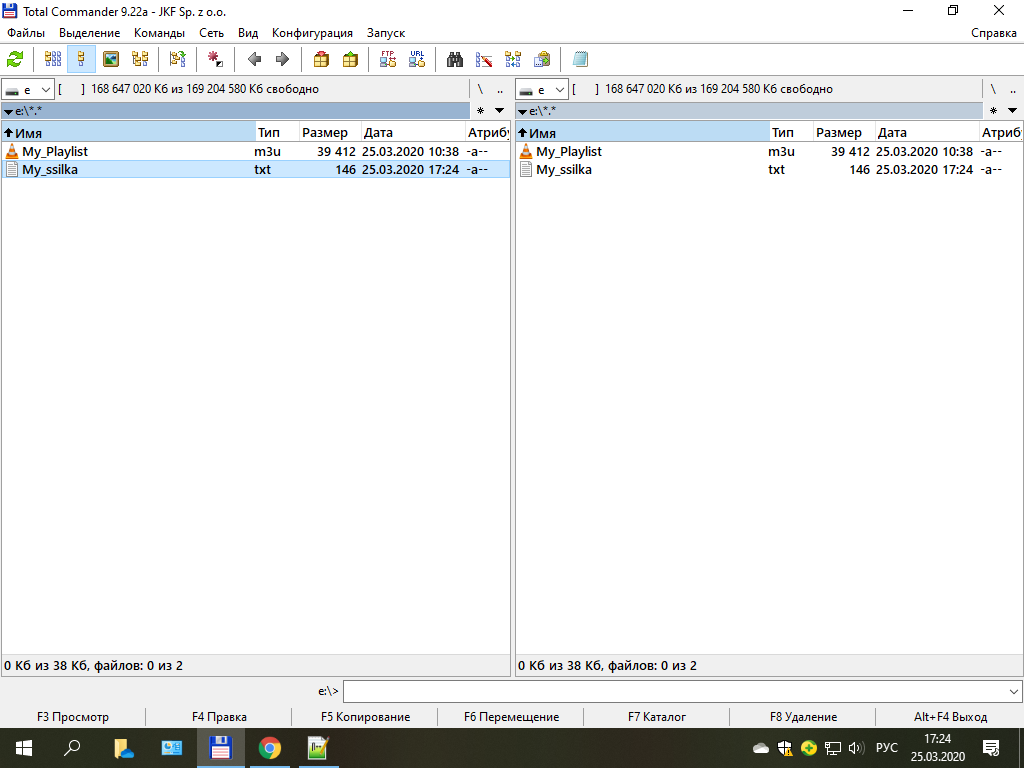 Total Commander 9.22a - JKF Sp. z o.o.
Файлы Выделение Команды Сеть Вид Конфигурация Запуск Справка
FTP URL
e [ ] 168 647 020 Кб из 169 204 580 Кб свободно \ ..
e [ ] 168 647 020 Кб из 169 204 580 Кб свободно \ ..
e:\*.* *
e:\*.* *
Имя Тип Размер Дата Атрибу
My_Playlist m3u 39 412 25.03.2020 10:38 -a--
My_ssilka txt 146 25.03.2020 17:24 -a--
0 Кб из 38 Кб, файлов: 0 из 2
Имя Тип Размер Дата Атриб
My_Playlist m3u 39 412 25.03.2020 10:38 -a--
My_ssilka txt 146 25.03.2020 17:24 -a--
0 Кб из 38 Кб, файлов: 0 из 2
e:\>
F3 Просмотр F4 Правка F5 Копирование F6 Перемещение F7 Каталог F8 Удаление Alt+F4 Выход
РУС
17:24
25.03.2020